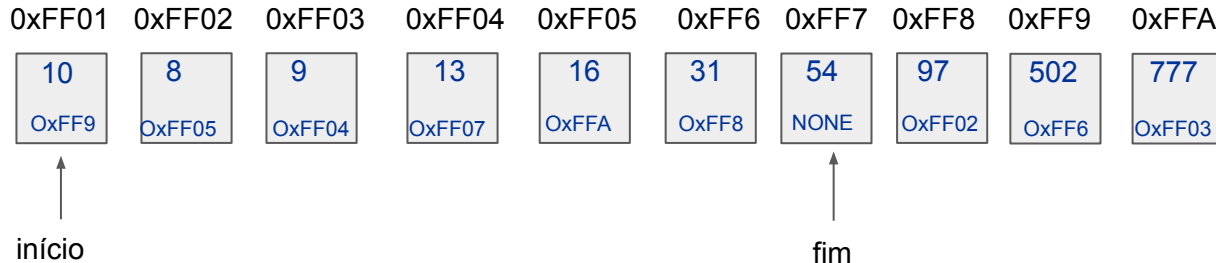 0xFF01 0xFF02 0xFF03 0xFF04 0xFF05 0xFF6 0xFF7 0xFF8 0xFF9 0xFFA
10 8 9 13 16 31 54 97 502 777
OxFF9 OxFF05 OxFF04 OxFF07 OxFFA OxFF8 NONE OxFF02 OxFF6 OxFF03
início fim